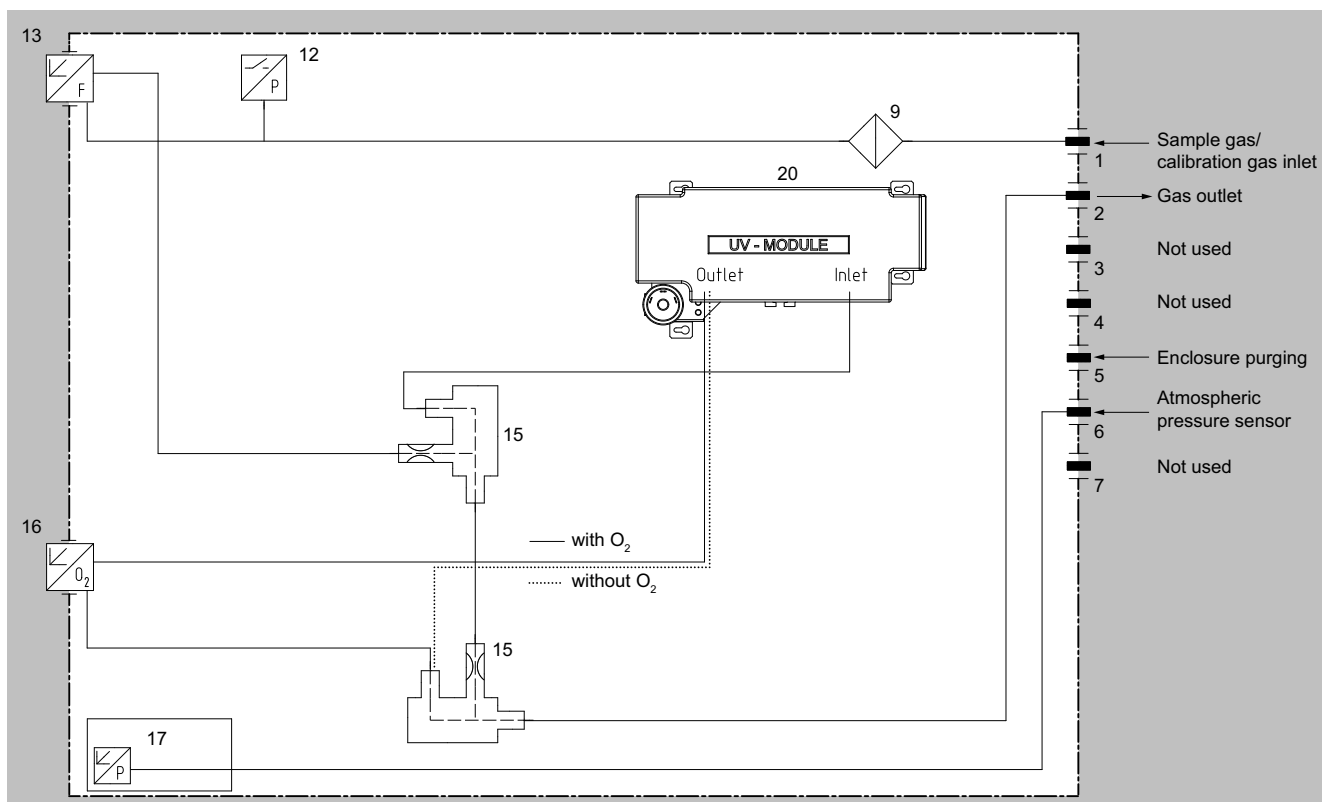 13
12
F
P
9
Sample gas/
calibration gas inlet
1
20
Gas outlet
2
UV - MODULE
Not used
3
Outlet Inlet
Not used
4
Enclosure purging
5
Atmospheric
pressure sensor
6
15
Not used
7
16
with O₂
O₂
without O₂
15
17
P